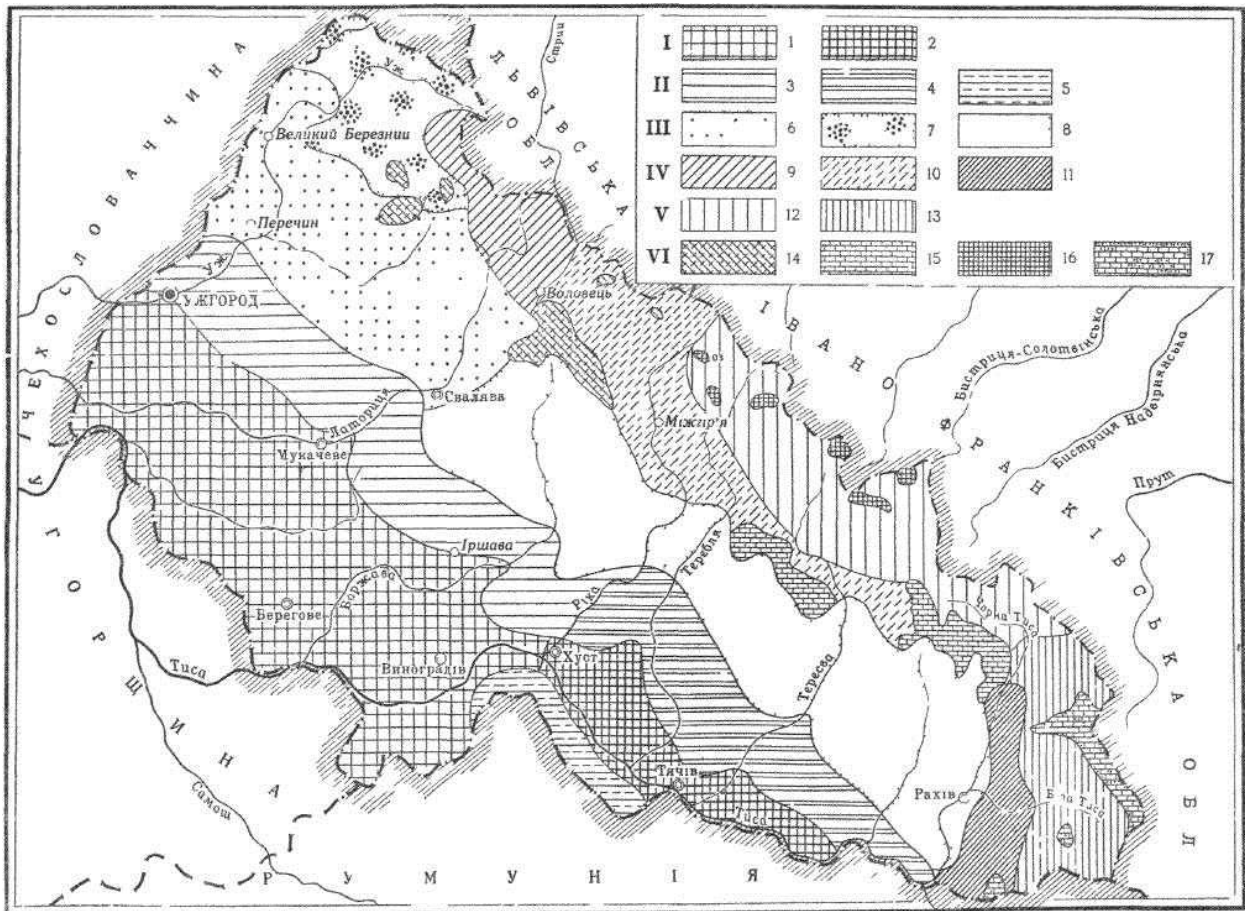 I 1 2
II 3 4 5
III 6 7 8
IV 9 10 11
V 12 13
VI 14 15 16 17
ЧЕХОСЛОВАЧЧИНА
ЛЬВІВСЬКА ОБЛ
Стрий
Уж
Великий Березний
Перечин
Уж
УЖГОРОД
Воловець
ІВАНО ФРАНКІВСЬКА ОБЛ
Бистриця-Солотвінська
Бистриця Надвірнянська
Прут
оз
Свалява
Міжгір'я
Латориця
Мукачеве
Іршава
Боржава
Ріка
Теребля
Берегове
Виноградів
Хуст
Тересва
Чорна Тиса
Тиса
УГОРЩИНА
Тячів
Тиса
Рахів
Біла Тиса
Самош
РУМУНІЯ